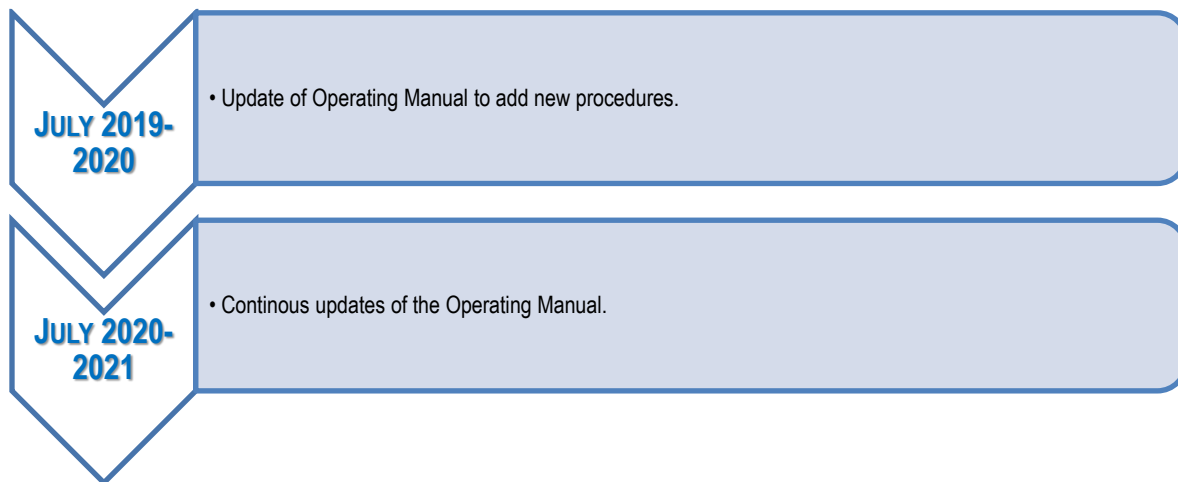 JULY 2019-
2020
• Update of Operating Manual to add new procedures.
JULY 2020-
2021
• Continous updates of the Operating Manual.